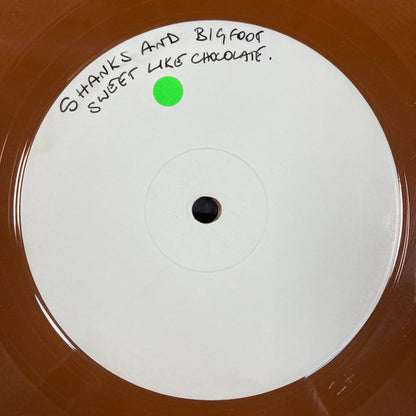 SHANKS AND BIGFOOT
SWEET LIKE CHOCOLATE.